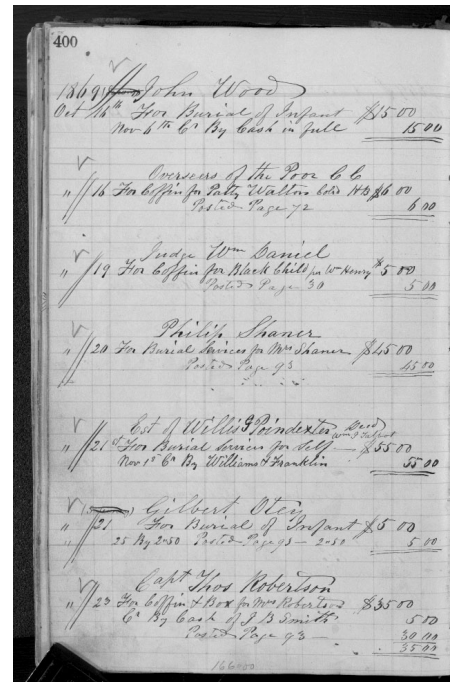 400
1869 John Wood
Oct 16th For Burial of Infant $15 00
Nov 6th Cr By Cash in full 15 00
Overseers of the Poor C C
" 16 For Coffin for Patty Walton Cold $6 00
Posted Page 72 6 00
Judge Wm Daniel
" 19 For Coffin for Black Child for Wm Henry $5 00
Posted Page 30 5 00
Philip Shaner
" 20 For Burial Services for Mrs Shaner $45 00
Posted Page 93 45 00
Est of Willis Poindexter Decd
" 21st For Burial Services for Self — $55 00
Nov 1st Cr By Williams & Franklin 55 00
Gilbert Otey
" 21 For Burial of Infant $5 00
" 25 By 2.50 Posted Page 93 - 2.50 5 00
Capt Thos Robertson
" 23 For Coffin & Box for Mrs Robertson $35 00
Cr By Cash of J B Smith 5 00
Posted Page 93 — 30 00
35 00
166.00